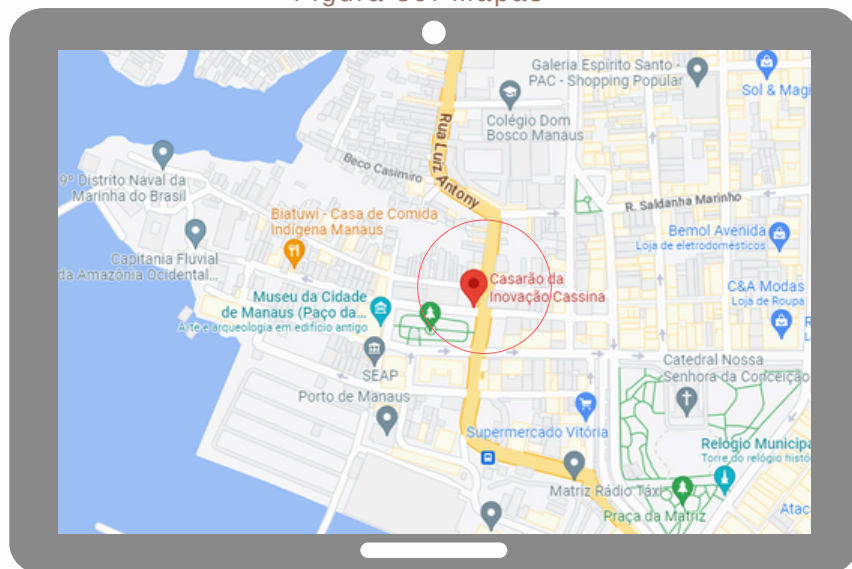 Galeria Espírito Santo -
PAC - Shopping Popular
Sol & Magi
Colégio Dom
Bosco Manaus
Rua Luiz Antony
Beco Casimiro
9º Distrito Naval da
Marinha do Brasil
R. Saldanha Marinho
Biatuwi - Casa de Comida
Indígena Manaus
Bemol Avenida
Loja de eletrodomésticos
Capitania Fluvial
da Amazônia Ocidental...
Casarão da
Inovação Cassina
C&A Modas
Loja de Roupa
Museu da Cidade
de Manaus (Paço da...
Arte e arqueologia em edifício antigo
SEAP
Catedral Nossa
Senhora da Conceição
Porto de Manaus
Supermercado Vitória
Relógio Municipa
Torre do relógio histó
Matriz Rádio Táxi
Praça da Matriz
Atac